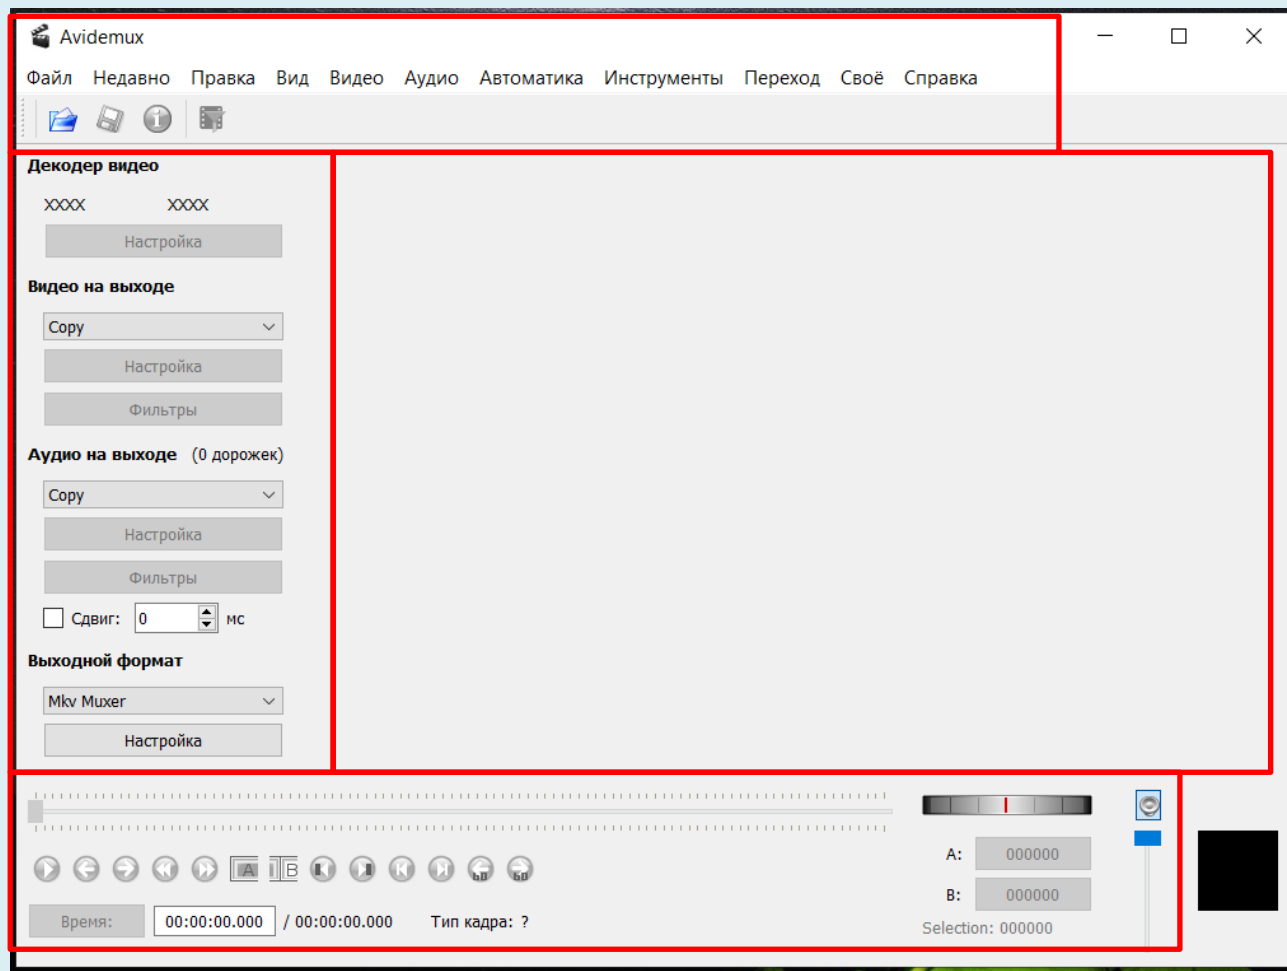 Avidemux
Файл Недавно Правка Вид Видео Аудио Автоматика Инструменты Переход Своё Справка
Декодер видео
XXXX XXXX
Настройка
Видео на выходе
Copy
Настройка
Фильтры
Аудио на выходе (0 дорожек)
Copy
Настройка
Фильтры
Сдвиг: 0 мс
Выходной формат
Mkv Muxer
Настройка
A B 60 60
A: 000000
B: 000000
Время: 00:00:00.000 / 00:00:00.000 Тип кадра: ?
Selection: 000000